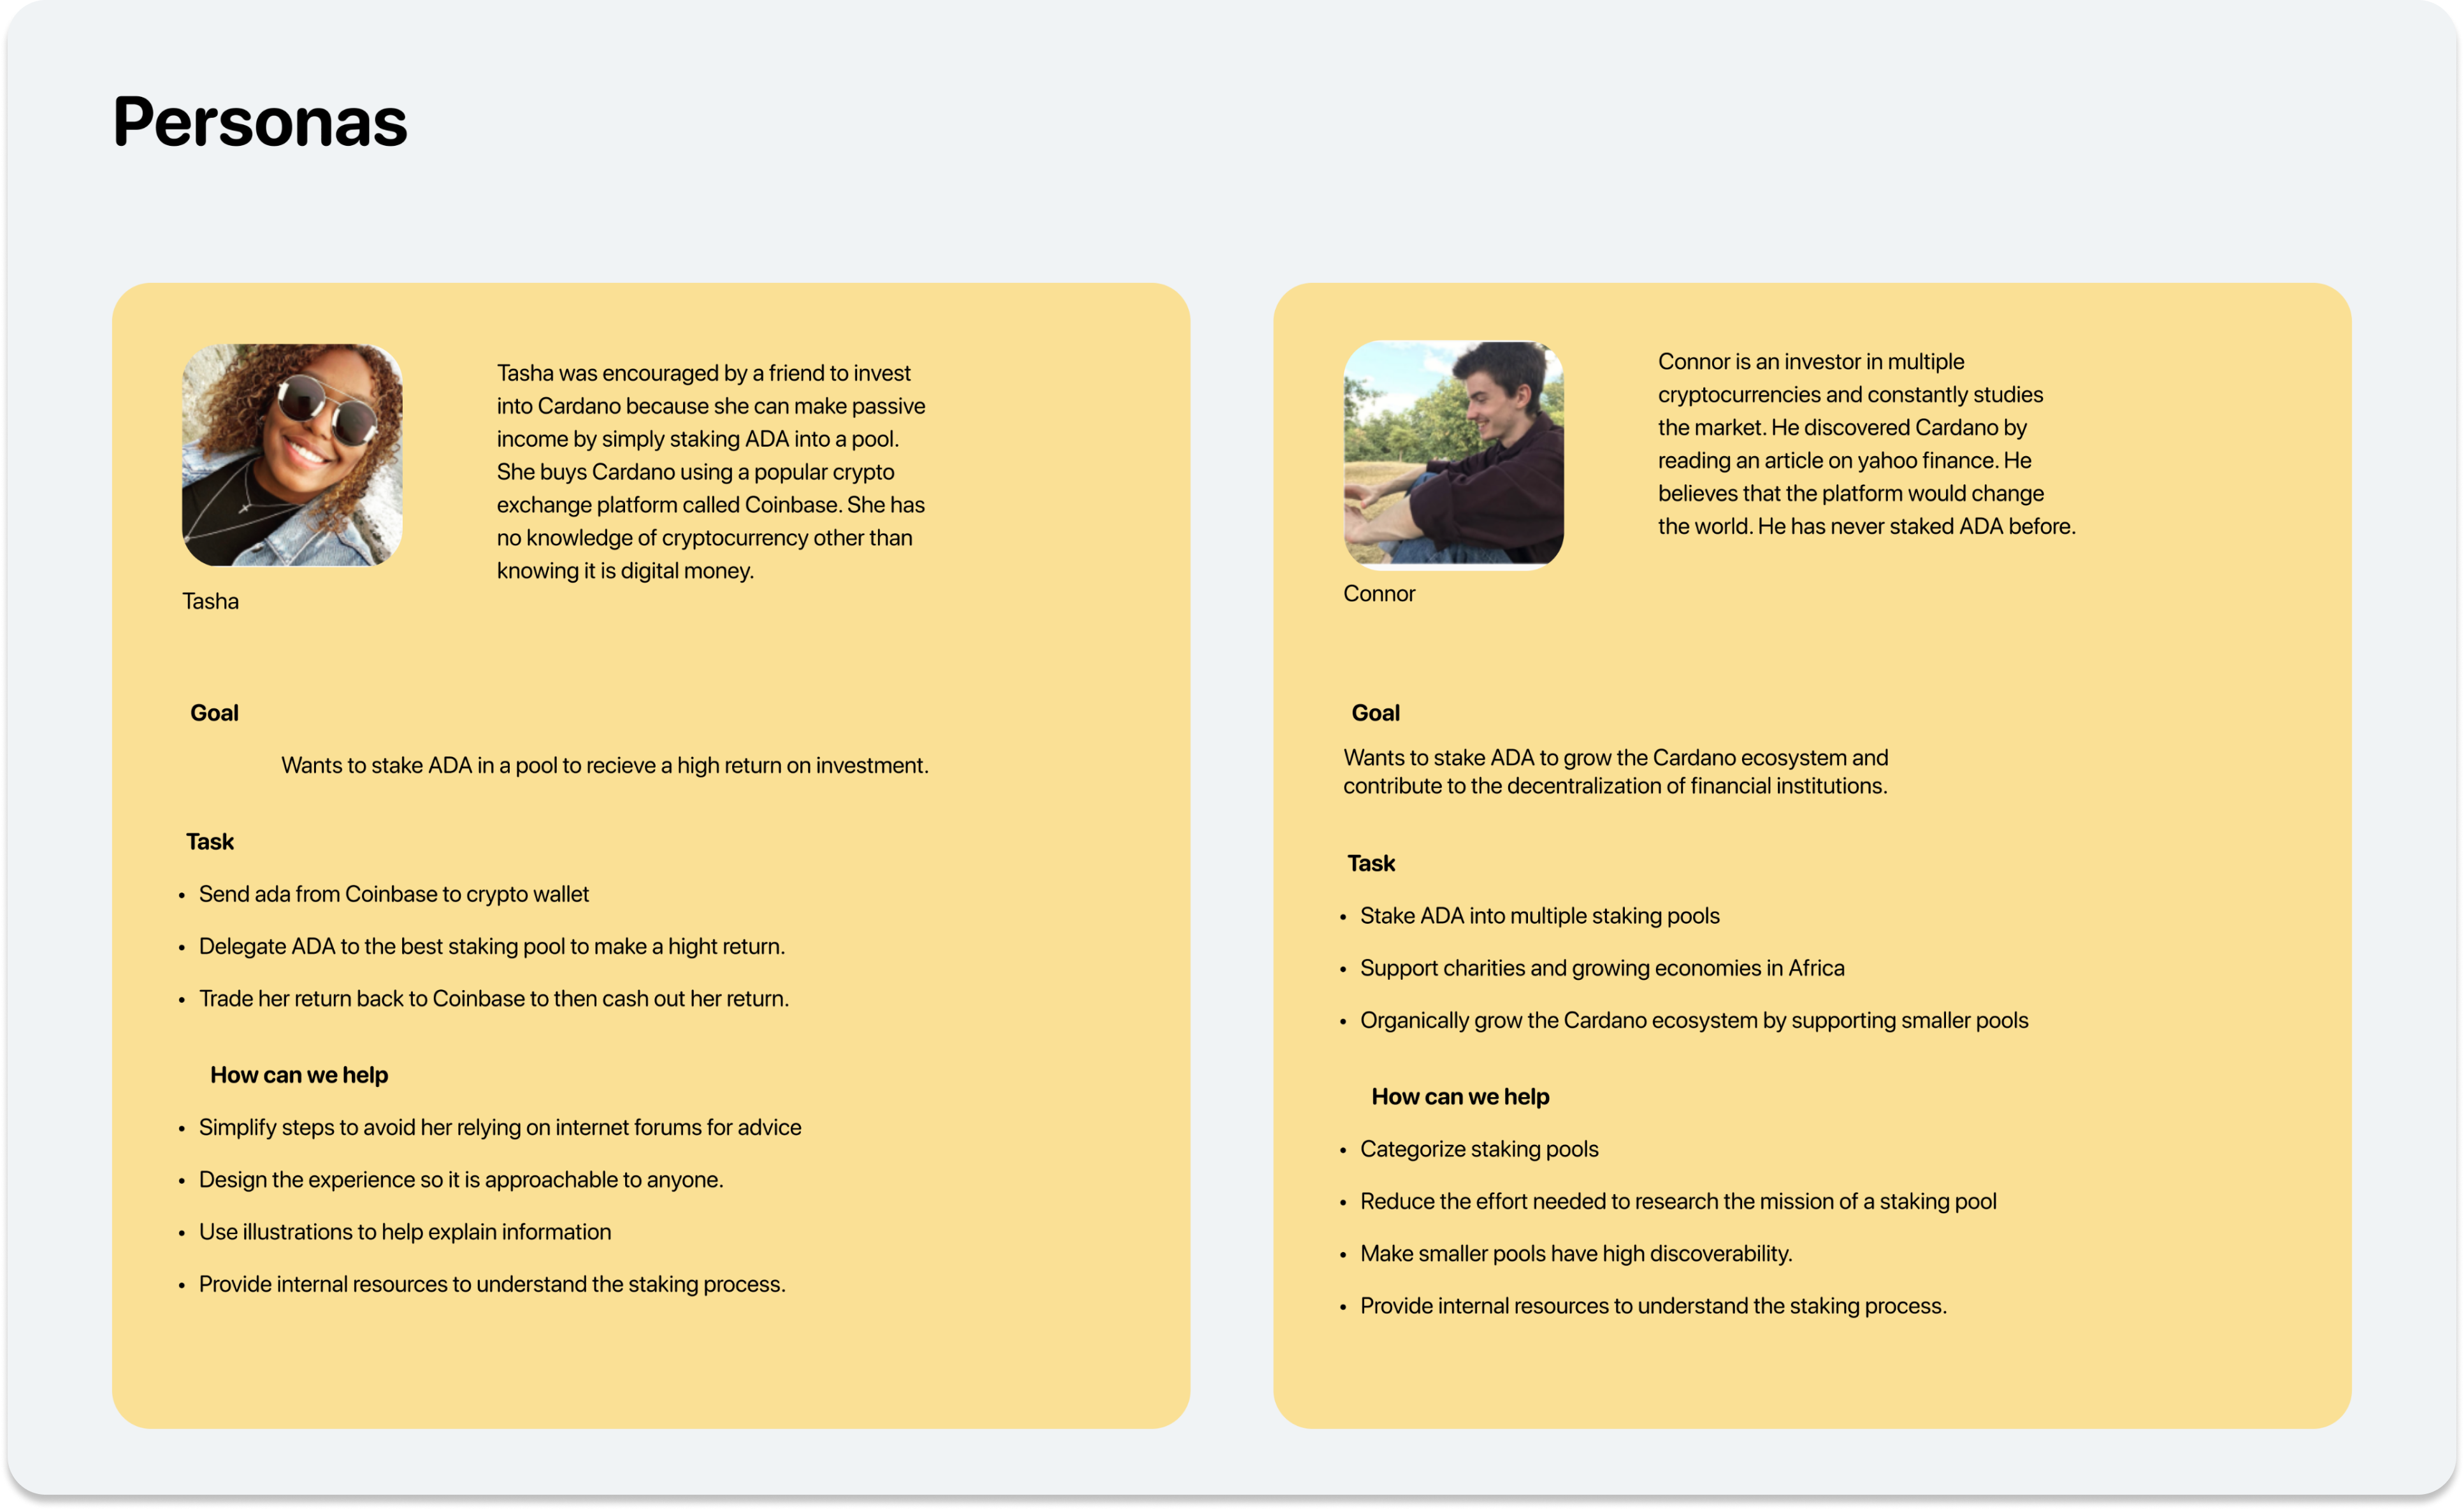 Personas
Tasha was encouraged by a friend to invest
into Cardano because she can make passive
income by simply staking ADA into a pool.
She buys Cardano using a popular crypto
exchange platform called Coinbase. She has
no knowledge of cryptocurrency other than
knowing it is digital money.
Tasha
Goal
Wants to stake ADA in a pool to recieve a high return on investment.
Task
• Send ada from Coinbase to crypto wallet
• Delegate ADA to the best staking pool to make a hight return.
• Trade her return back to Coinbase to then cash out her return.
How can we help
• Simplify steps to avoid her relying on internet forums for advice
• Design the experience so it is approachable to anyone.
• Use illustrations to help explain information
• Provide internal resources to understand the staking process.
Connor is an investor in multiple
cryptocurrencies and constantly studies
the market. He discovered Cardano by
reading an article on yahoo finance. He
believes that the platform would change
the world. He has never staked ADA before.
Connor
Goal
Wants to stake ADA to grow the Cardano ecosystem and
contribute to the decentralization of financial institutions.
Task
• Stake ADA into multiple staking pools
• Support charities and growing economies in Africa
• Organically grow the Cardano ecosystem by supporting smaller pools
How can we help
• Categorize staking pools
• Reduce the effort needed to research the mission of a staking pool
• Make smaller pools have high discoverability.
• Provide internal resources to understand the staking process.